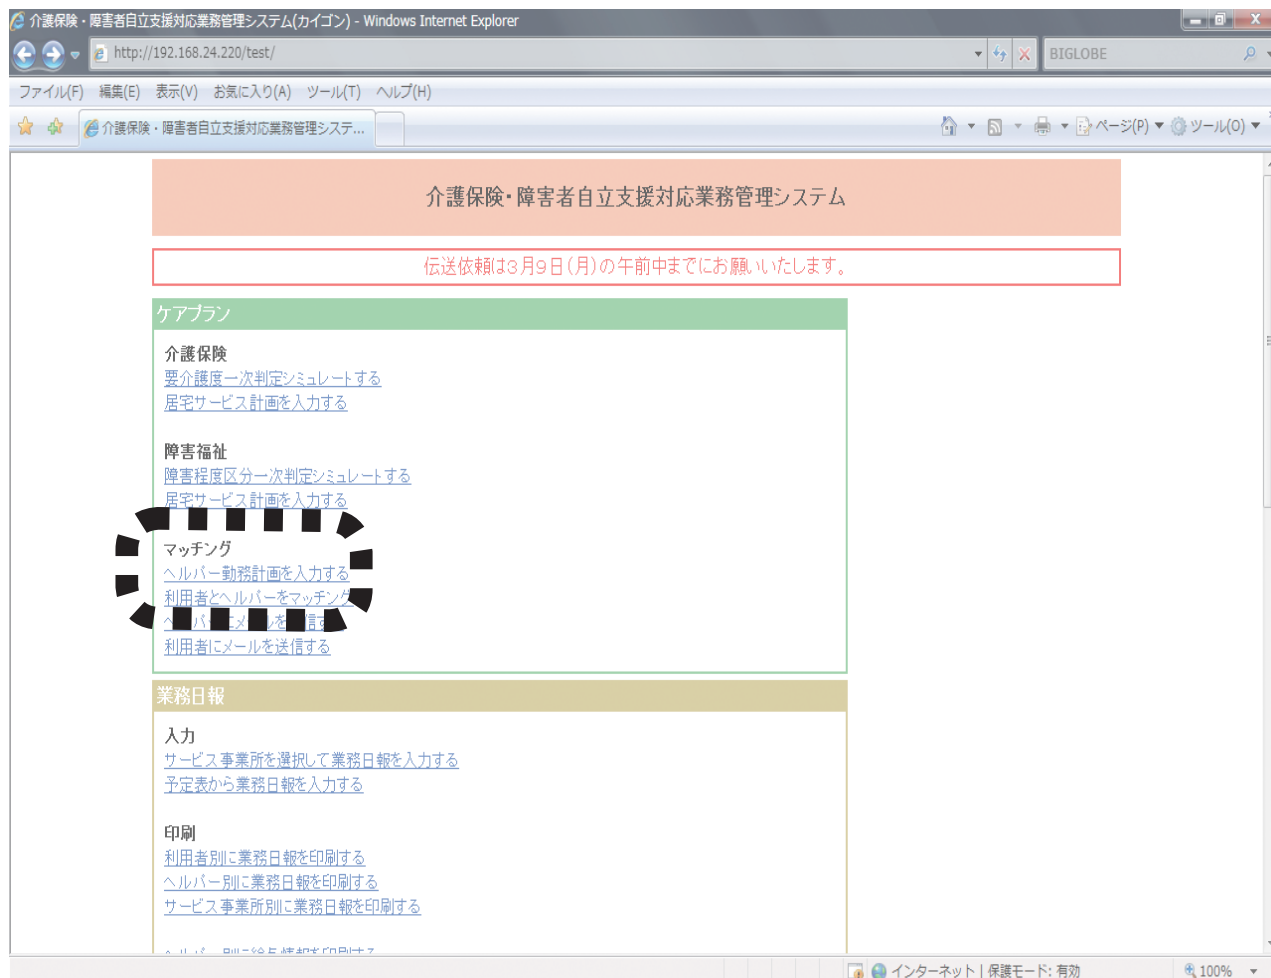 介護保険・障害者自立支援対応業務管理システム(カイゴン) - Windows Internet Explorer
http://192.168.24.220/test/
BIGLOBE
ファイル(F) 編集(E) 表示(V) お気に入り(A) ツール(T) ヘルプ(H)
介護保険・障害者自立支援対応業務管理システ...
ページ(P) ツール(O)
介護保険・障害者自立支援対応業務管理システム
伝送依頼は3月9日(月)の午前中までにお願いいたします。
ケアプラン
介護保険
要介護度一次判定シミュレートする
居宅サービス計画を入力する
障害福祉
障害程度区分一次判定シミュレートする
居宅サービス計画を入力する
マッチング
ヘルパー勤務計画を入力する
利用者とヘルパーをマッチング
利用者にメールを送信する
業務日報
入力
サービス事業所を選択して業務日報を入力する
予定表から業務日報を入力する
印刷
利用者別に業務日報を印刷する
ヘルパー別に業務日報を印刷する
サービス事業所別に業務日報を印刷する
インターネット | 保護モード: 有効
100%